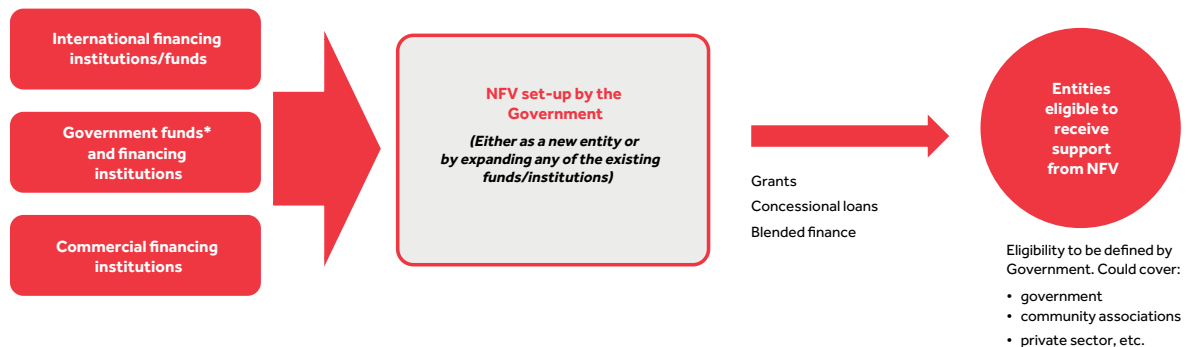 International financing
institutions/funds
Government funds*
and financing
institutions
Commercial financing
institutions
NFV set-up by the
Government
(Either as a new entity or
by expanding any of the existing
funds/institutions)
Grants
Concessional loans
Blended finance
Entities
eligible to
receive
support
from NFV
Eligibility to be defined by
Government. Could cover:
• government
• community associations
• private sector, etc.